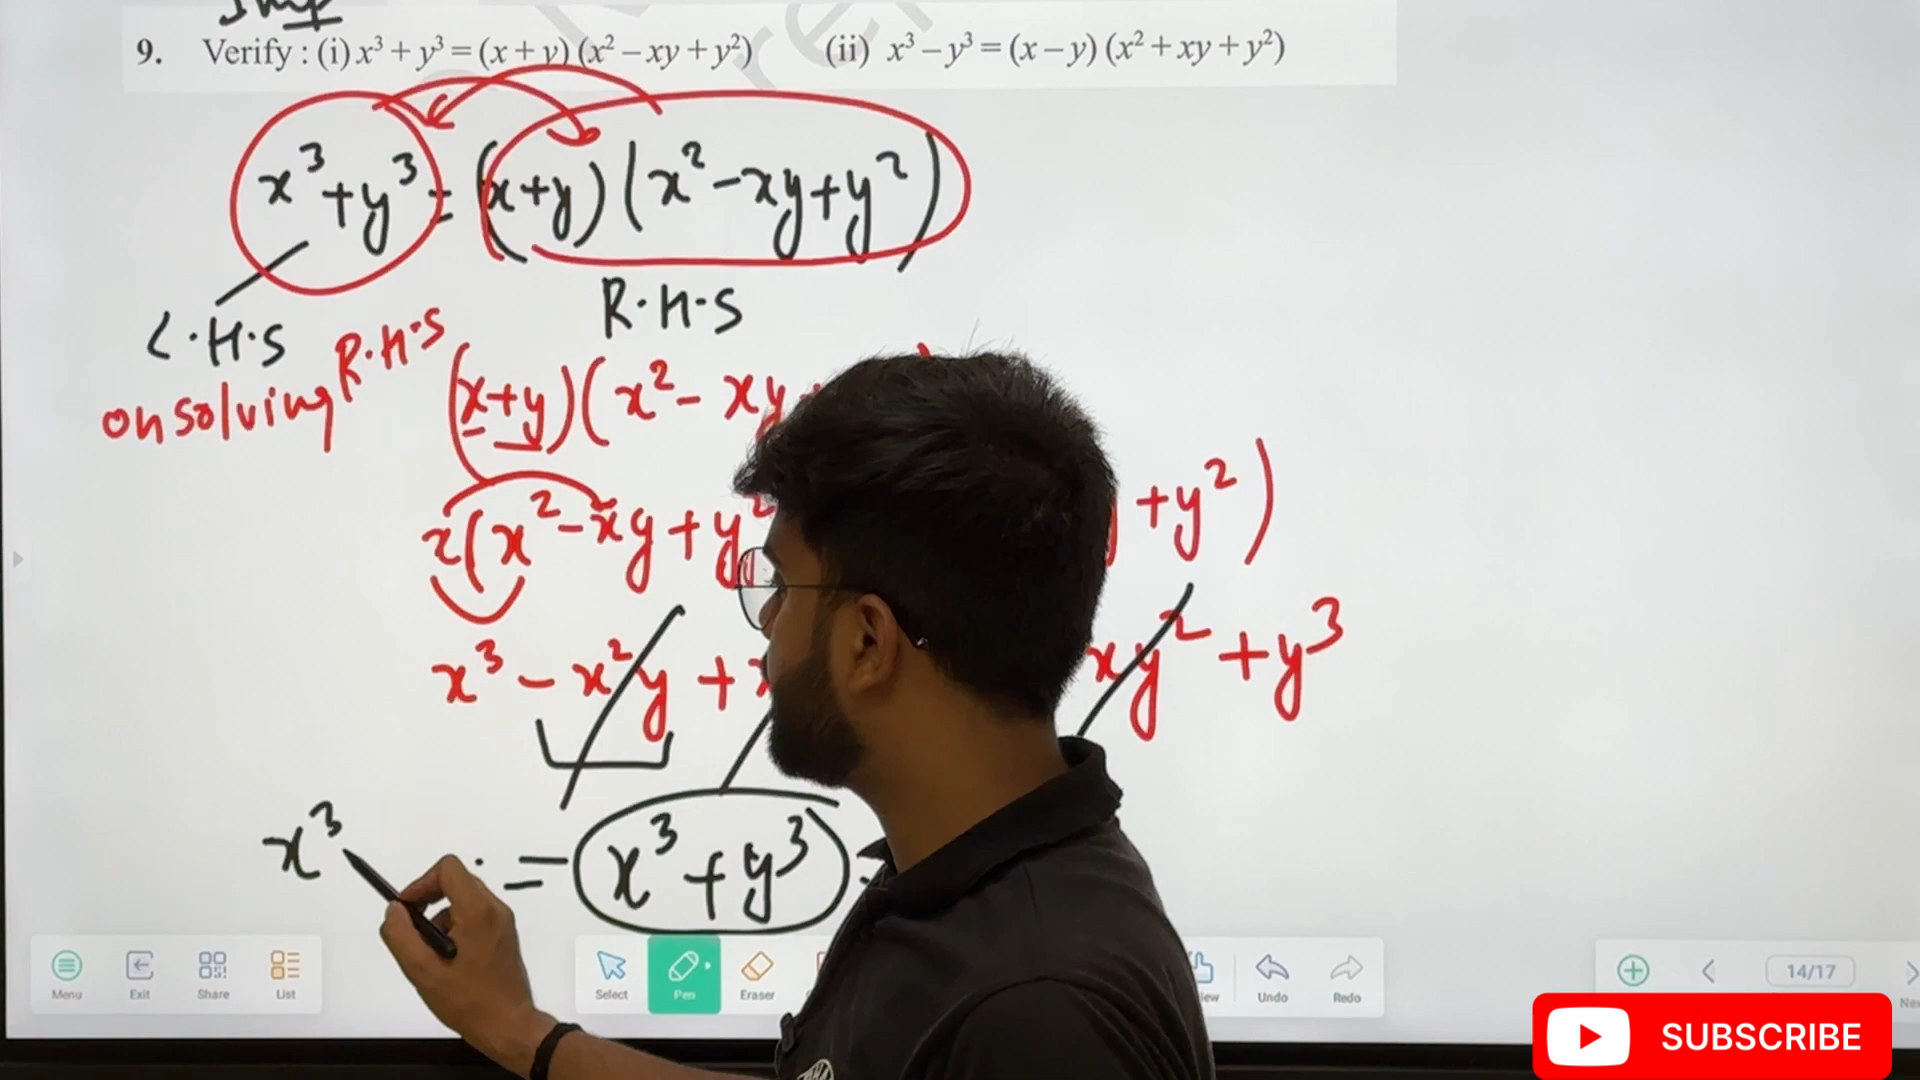 Imp
9. Verify : (i) x³ + y³ = (x + y) (x² – xy + y²) (ii) x³ – y³ = (x – y) (x² + xy + y²)
x³ + y³ = (x+y)(x² - xy + y²)
L.H.S R.H.S
on solving R.H.S (x+y)(x² - xy
x(x² - xy + y² + y²)
x³ - x²y + xy² + y³
x³ = x³ + y³ =
Menu Exit Share List Select Pen Eraser Undo Redo 14/17
SUBSCRIBE